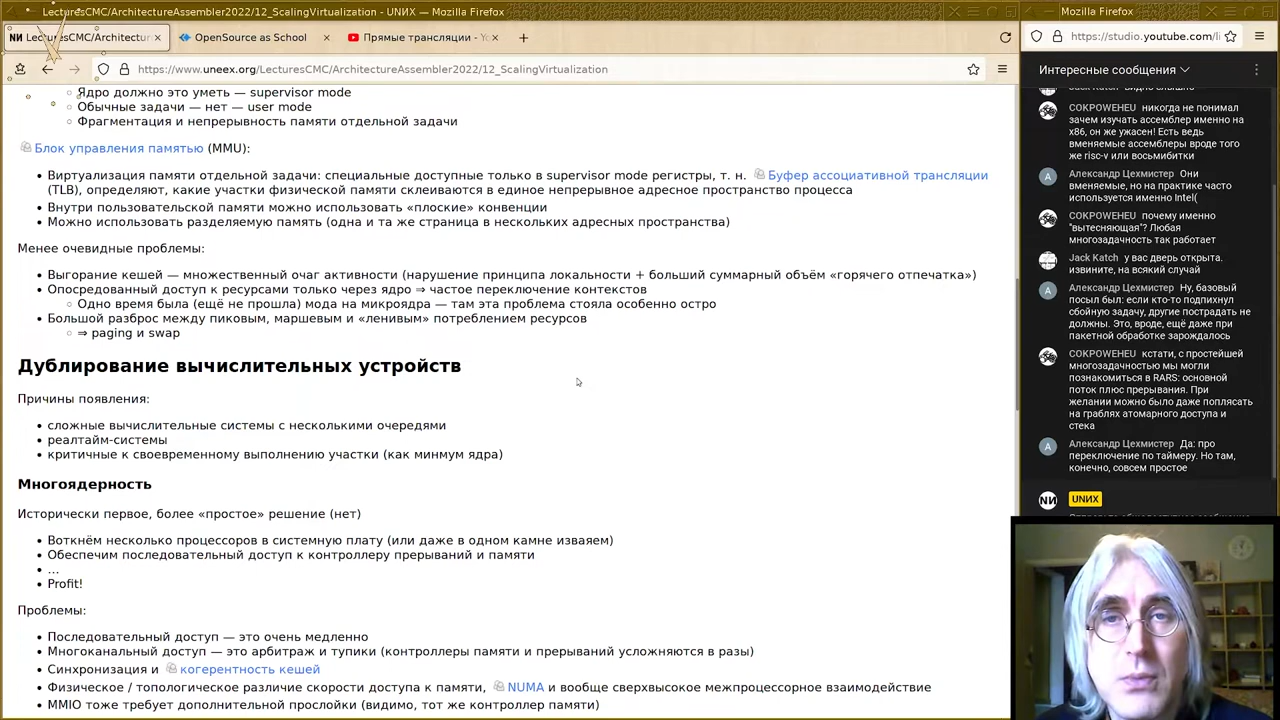 LecturesCMC/ArchitectureAssembler2022/12_ScalingVirtualization - UNИX — Mozilla Firefox
Mozilla Firefox
NИ LecturesCMC/Architectur
OpenSource as School
Прямые трансляции - Yo
https://studio.youtube.com/li
https://www.uneex.org/LecturesCMC/ArchitectureAssembler2022/12_ScalingVirtualization
Ядро должно это уметь — supervisor mode
Обычные задачи — нет — user mode
Фрагментация и непрерывность памяти отдельной задачи
Блок управления памятью (MMU):
Виртуализация памяти отдельной задачи: специальные доступные только в supervisor mode регистры, т. н. Буфер ассоциативной трансляции
(TLB), определяют, какие участки физической памяти склеиваются в единое непрерывное адресное пространство процесса
Внутри пользовательской памяти можно использовать «плоские» конвенции
Можно использовать разделяемую память (одна и та же страница в нескольких адресных пространства)
Менее очевидные проблемы:
Выгорание кешей — множественный очаг активности (нарушение принципа локальности + больший суммарный объём «горячего отпечатка»)
Опосредованный доступ к ресурсами только через ядро ⇒ частое переключение контекстов
Одно время была (ещё не прошла) мода на микроядра — там эта проблема стояла особенно остро
Большой разброс между пиковым, маршевым и «ленивым» потреблением ресурсов
⇒ paging и swap
Дублирование вычислительных устройств
Причины появления:
сложные вычислительные системы с несколькими очередями
реалтайм-системы
критичные к своевременному выполнению участки (как минмум ядра)
Многоядерность
Исторически первое, более «простое» решение (нет)
Воткнём несколько процессоров в системную плату (или даже в одном камне изваяем)
Обеспечим последовательный доступ к контроллеру прерываний и памяти
...
Profit!
Проблемы:
Последовательный доступ — это очень медленно
Многоканальный доступ — это арбитраж и тупики (контроллеры памяти и прерываний усложняются в разы)
Синхронизация и когерентность кешей
Физическое / топологическое различие скорости доступа к памяти, NUMA и вообще сверхвысокое межпроцессорное взаимодействие
MMIO тоже требует дополнительной прослойки (видимо, тот же контроллер памяти)
Интересные сообщения
COKPOWEHEU никогда не понимал
зачем изучать ассемблер именно на
x86, он же ужасен! Есть ведь
вменяемые ассемблеры вроде того
же risc-v или восьмибитки
Александр Цехмистер Они
вменяемые, но на практике часто
используется именно Intel(
COKPOWEHEU почему именно
"вытесняющая"? Любая
многозадачность так работает
Jack Katch у вас дверь открыта.
извините, на всякий случай
Александр Цехмистер Ну, базовый
посыл был: если кто-то подпихнул
сбойную задачу, другие пострадать не
должны. Это, вроде, ещё даже при
пакетной обработке зарождалось
COKPOWEHEU кстати, с простейшей
многозадачностью мы могли
познакомиться в RARS: основной
поток плюс прерывания. При
желании можно было даже поплясать
на граблях атомарного доступа и
стека
Александр Цехмистер Да: про
переключение по таймеру. Но там,
конечно, совсем простое
NИ UNИX